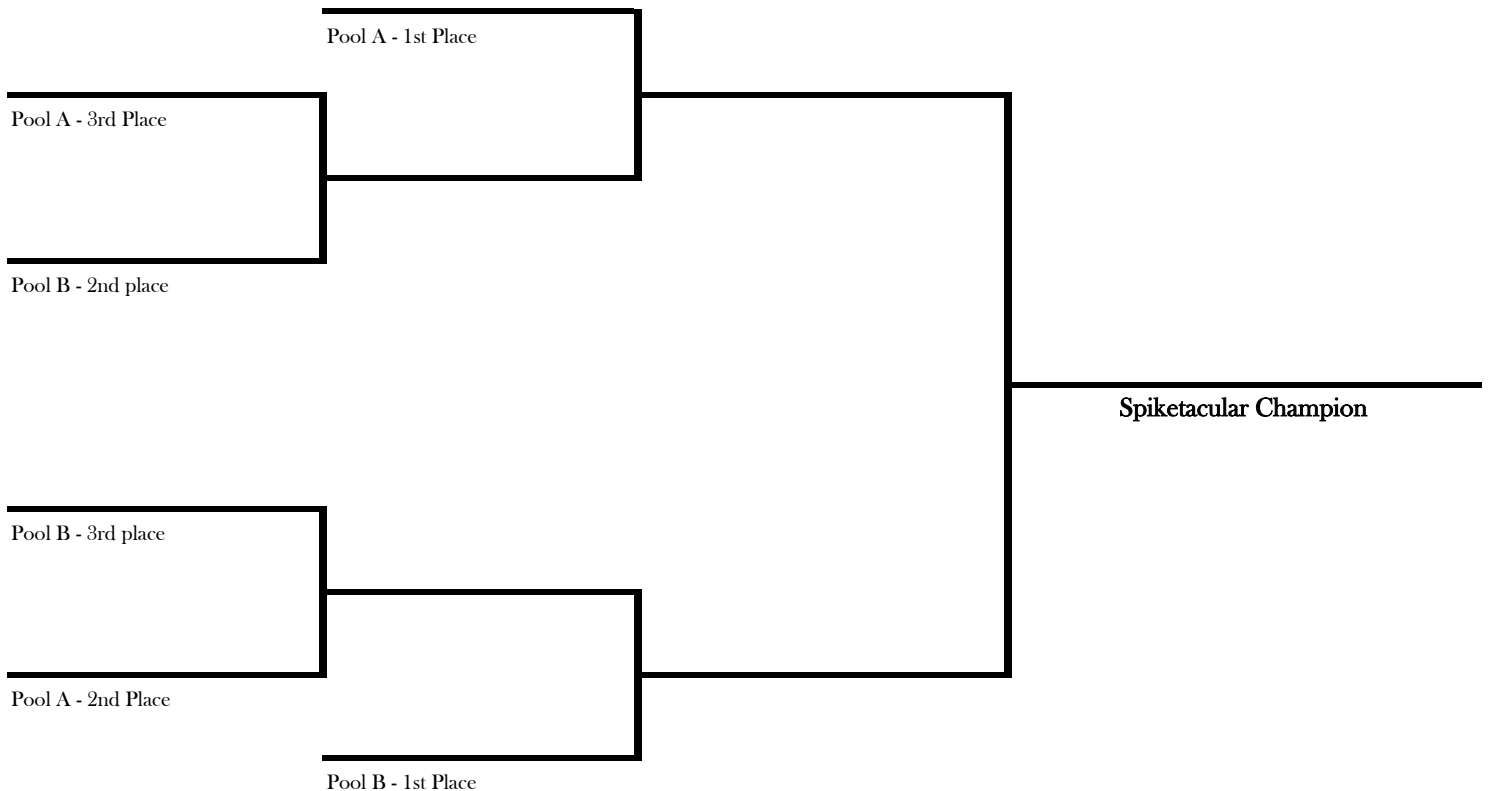 Pool A - 1st Place
Pool A - 3rd Place
Pool B - 2nd place
Spiketacular Champion
Pool B - 3rd place
Pool A - 2nd Place
Pool B - 1st Place